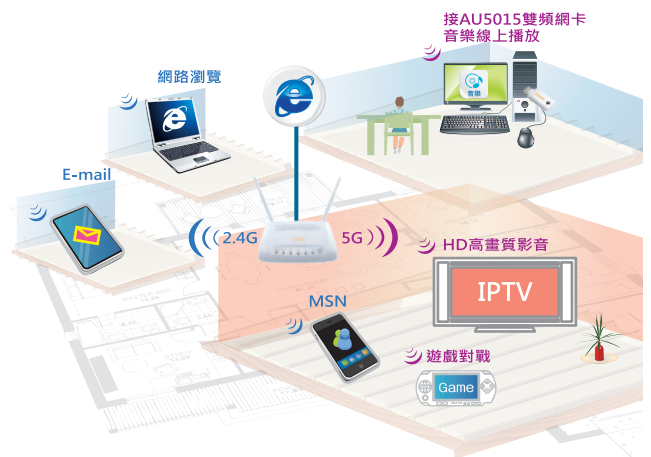 接AU5015雙頻網卡
音樂線上播放
網路瀏覽
音樂
E-mail
2.4G
5G
HD高畫質影音
IPTV
MSN
遊戲對戰
Game